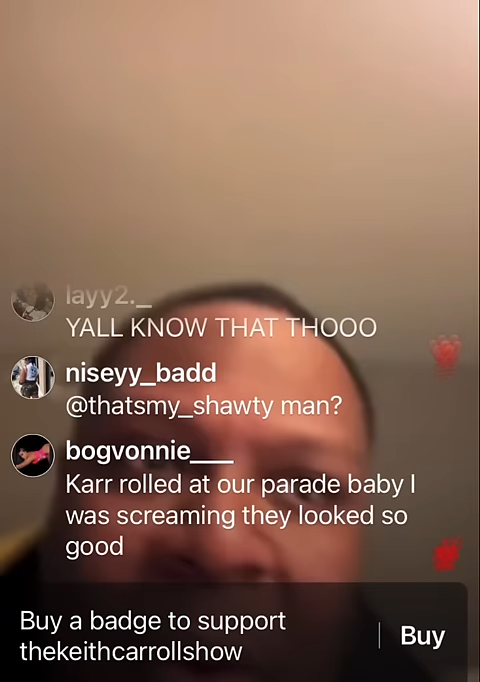 layy2._
YALL KNOW THAT THOOO
niseyy_badd
@thatsmy_shawty man?
bogvonnie___
Karr rolled at our parade baby I
was screaming they looked so
good
Buy a badge to support
thekeithcarrollshow
Buy